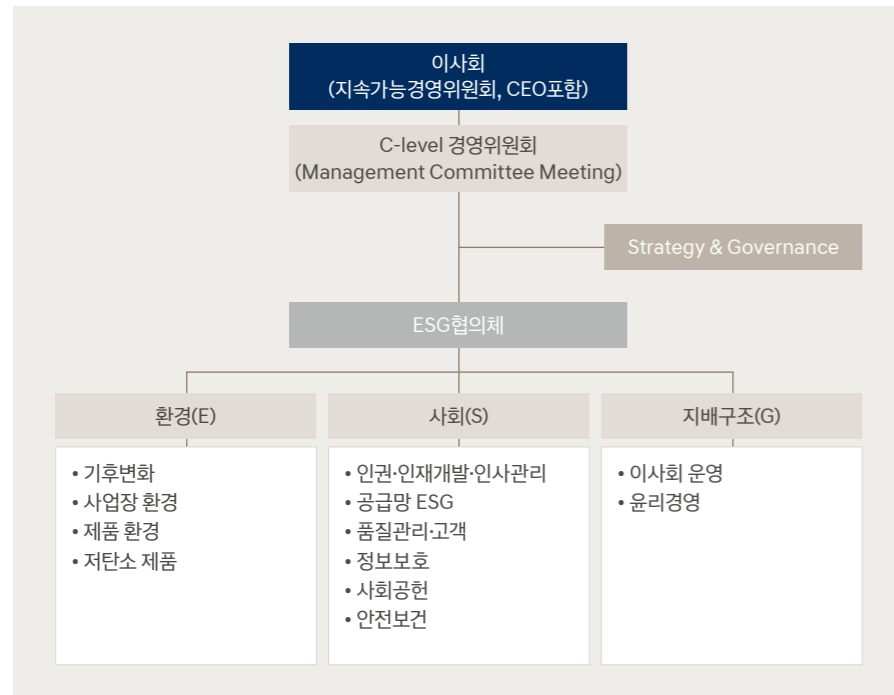 이사회
(지속가능경영위원회, CEO포함)
C-level 경영위원회
(Management Committee Meeting)
Strategy & Governance
ESG협의체
환경(E)
• 기후변화
• 사업장 환경
• 제품 환경
• 저탄소 제품
사회(S)
• 인권·인재개발·인사관리
• 공급망 ESG
• 품질관리·고객
• 정보보호
• 사회공헌
• 안전보건
지배구조(G)
• 이사회 운영
• 윤리경영